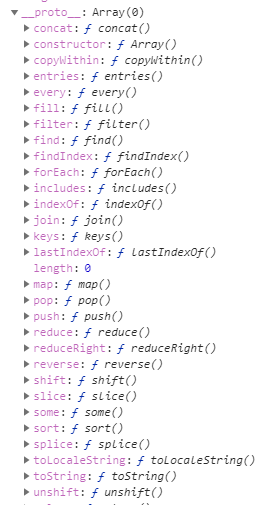 __proto__: Array(0)
concat: ƒ concat()
constructor: ƒ Array()
copyWithin: ƒ copyWithin()
entries: ƒ entries()
every: ƒ every()
fill: ƒ fill()
filter: ƒ filter()
find: ƒ find()
findIndex: ƒ findIndex()
forEach: ƒ forEach()
includes: ƒ includes()
indexOf: ƒ indexOf()
join: ƒ join()
keys: ƒ keys()
lastIndexOf: ƒ lastIndexOf()
length: 0
map: ƒ map()
pop: ƒ pop()
push: ƒ push()
reduce: ƒ reduce()
reduceRight: ƒ reduceRight()
reverse: ƒ reverse()
shift: ƒ shift()
slice: ƒ slice()
some: ƒ some()
sort: ƒ sort()
splice: ƒ splice()
toLocaleString: ƒ toLocaleString()
toString: ƒ toString()
unshift: ƒ unshift()